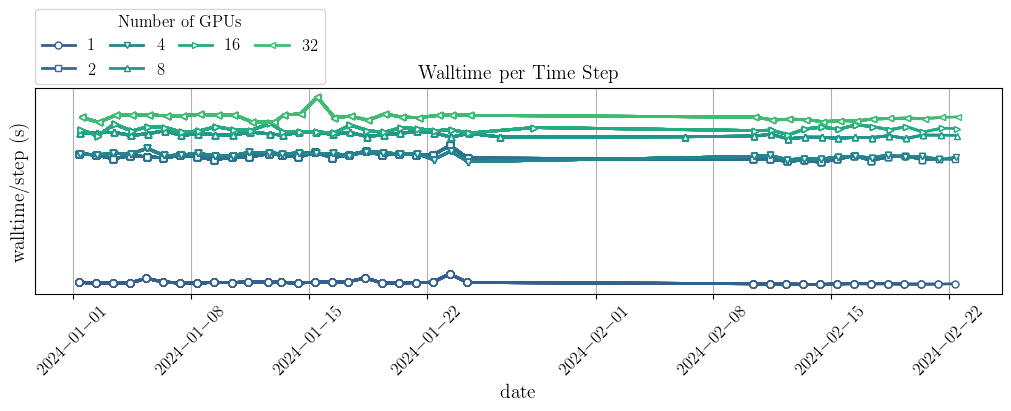 Number of GPUs
1 4 16 32
2 8
Walltime per Time Step
walltime/step (s)
2024−01−01 2024−01−08 2024−01−15 2024−01−22 2024−02−01 2024−02−08 2024−02−15 2024−02−22
date